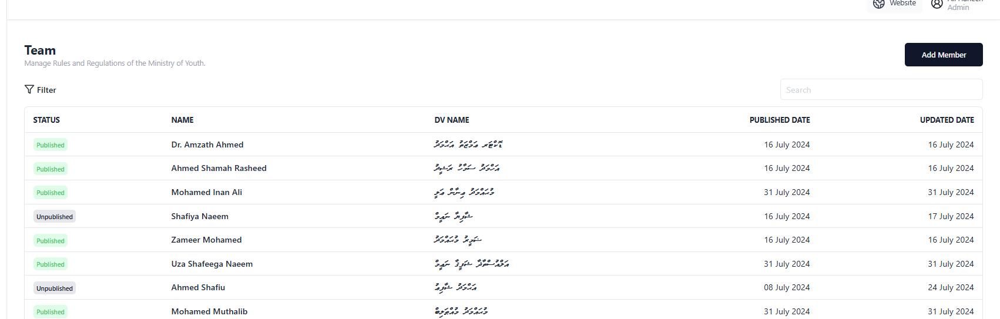 Website
Admin
Team
Manage Rules and Regulations of the Ministry of Youth.
Add Member
Filter
Search
STATUS NAME DV NAME PUBLISHED DATE UPDATED DATE
Published Dr. Amzath Ahmed ޑޮކްޓަރ ޢަމްޒަތު އަޙްމަދު 16 July 2024 16 July 2024
Published Ahmed Shamah Rasheed އަޙްމަދު ސަމާހު ރަޝީދު 16 July 2024 16 July 2024
Published Mohamed Inan Ali މުޙައްމަދު ޢިނާން ޢަލީ 31 July 2024 31 July 2024
Unpublished Shafiya Naeem ޝާފިޔާ ނަޢީމް 16 July 2024 17 July 2024
Published Zameer Mohamed ޟަމީރު މުޙައްމަދު 16 July 2024 16 July 2024
Published Uza Shafeega Naeem އަލްއުސްތާޛާ ޝަފީޤާ ނަޢީމް 31 July 2024 31 July 2024
Unpublished Ahmed Shafiu އަޙްމަދު ޝާފިޢު 08 July 2024 24 July 2024
Published Mohamed Muthalib މުޙައްމަދު މުއްޠަލިބް 31 July 2024 31 July 2024